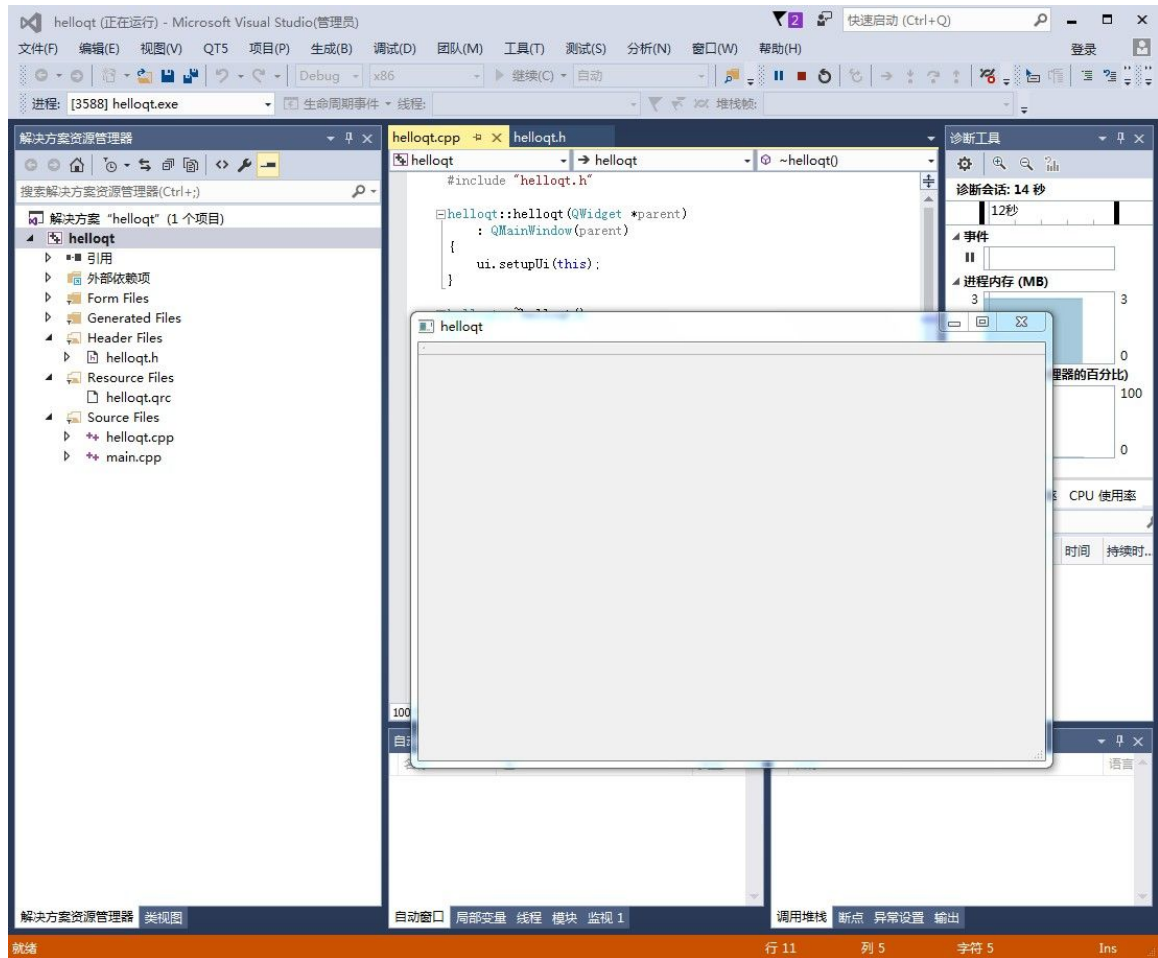 helloqt (正在运行) - Microsoft Visual Studio(管理员)
2
快速启动 (Ctrl+Q)
文件(F) 编辑(E) 视图(V) QT5 项目(P) 生成(B) 调试(D) 团队(M) 工具(T) 测试(S) 分析(N) 窗口(W) 帮助(H)
登录
Debug x86 继续(C) 自动
进程: [3588] helloqt.exe 生命周期事件 线程: 堆栈帧:
解决方案资源管理器
搜索解决方案资源管理器(Ctrl+;)
解决方案 "helloqt" (1 个项目)
helloqt
引用
外部依赖项
Form Files
Generated Files
Header Files
helloqt.h
Resource Files
helloqt.qrc
Source Files
helloqt.cpp
main.cpp
解决方案资源管理器 类视图
helloqt.cpp helloqt.h
helloqt helloqt ~helloqt()
#include "helloqt.h"
helloqt::helloqt(QWidget *parent)
: QMainWindow(parent)
{
ui.setupUi(this);
}
helloqt
100
诊断工具
诊断会话: 14 秒
12秒
事件
进程内存 (MB)
3 3
0
理器的百分比)
100
0
CPU 使用率
时间 持续时...
语言
自动窗口 局部变量 线程 模块 监视 1
调用堆栈 断点 异常设置 输出
就绪 行 11 列 5 字符 5 Ins